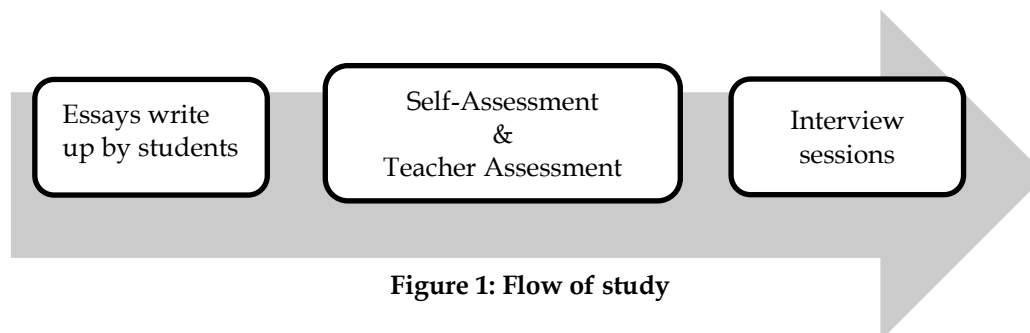 Essays write
up by students
Self-Assessment
&
Teacher Assessment
Interview
sessions
Figure 1: Flow of study